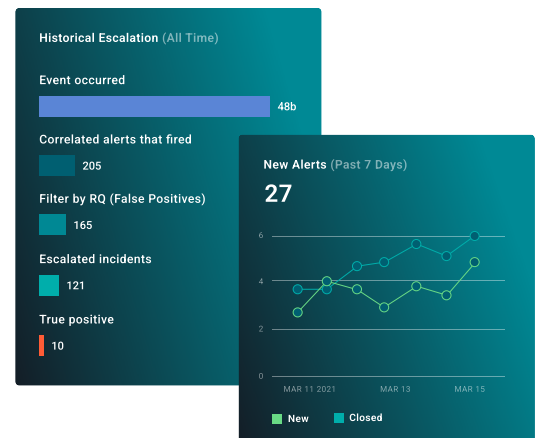 Historical Escalation (All Time)
Event occurred
48b
Correlated alerts that fired
205
Filter by RQ (False Positives)
165
Escalated incidents
121
True positive
10
New Alerts (Past 7 Days)
27
6
4
2
0
MAR 11 2021 MAR 13 MAR 15
New Closed